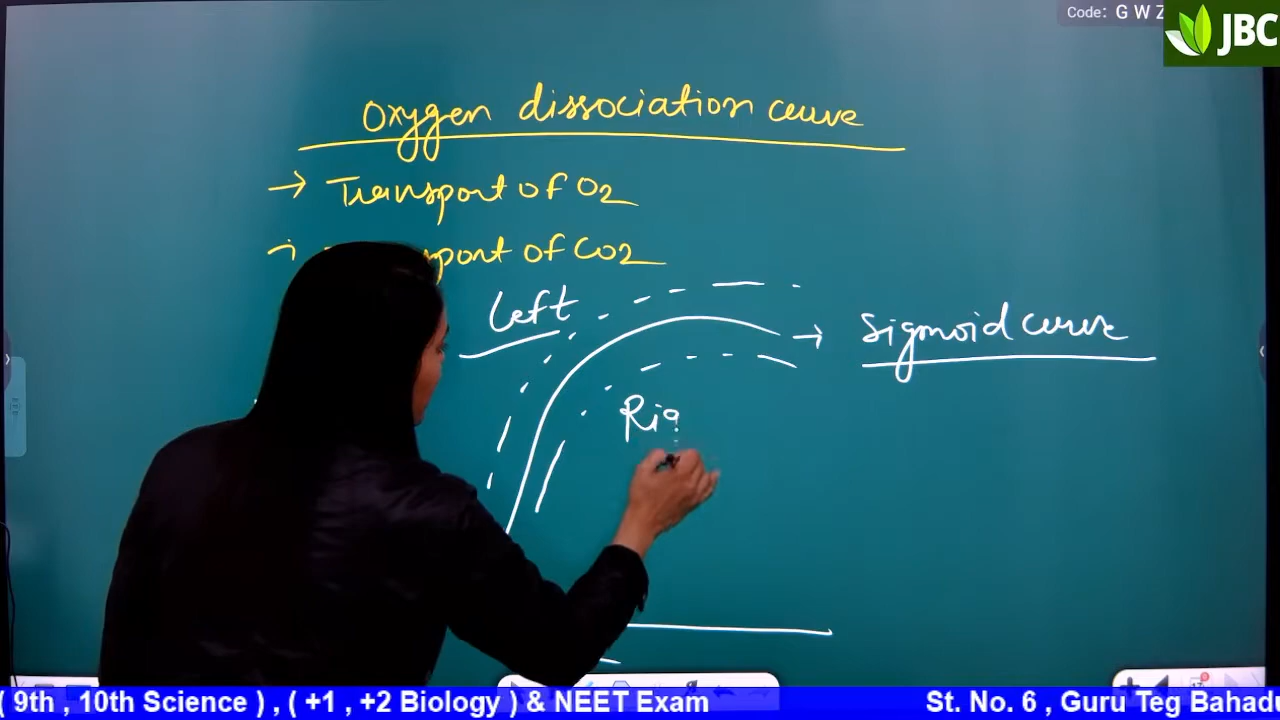 Code: G W Z
JBC
Oxygen dissociation curve
→ Transport of O2
port of CO2
left
→ Sigmoid curve
Rig
( 9th , 10th Science ) , ( +1 , +2 Biology ) & NEET Exam St. No. 6 , Guru Teg Bahadu